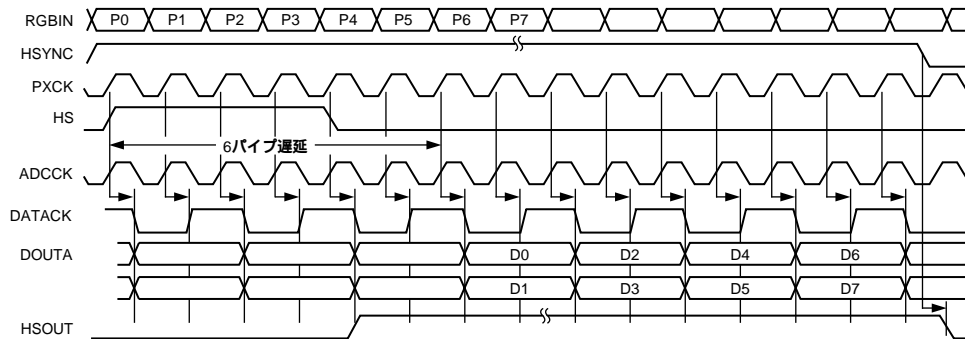 RGBIN P0 P1 P2 P3 P4 P5 P6 P7
HSYNC
PXCK
HS
6パイプ遅延
ADCCK
DATACK
DOUTA D0 D2 D4 D6
D1 D3 D5 D7
HSOUT